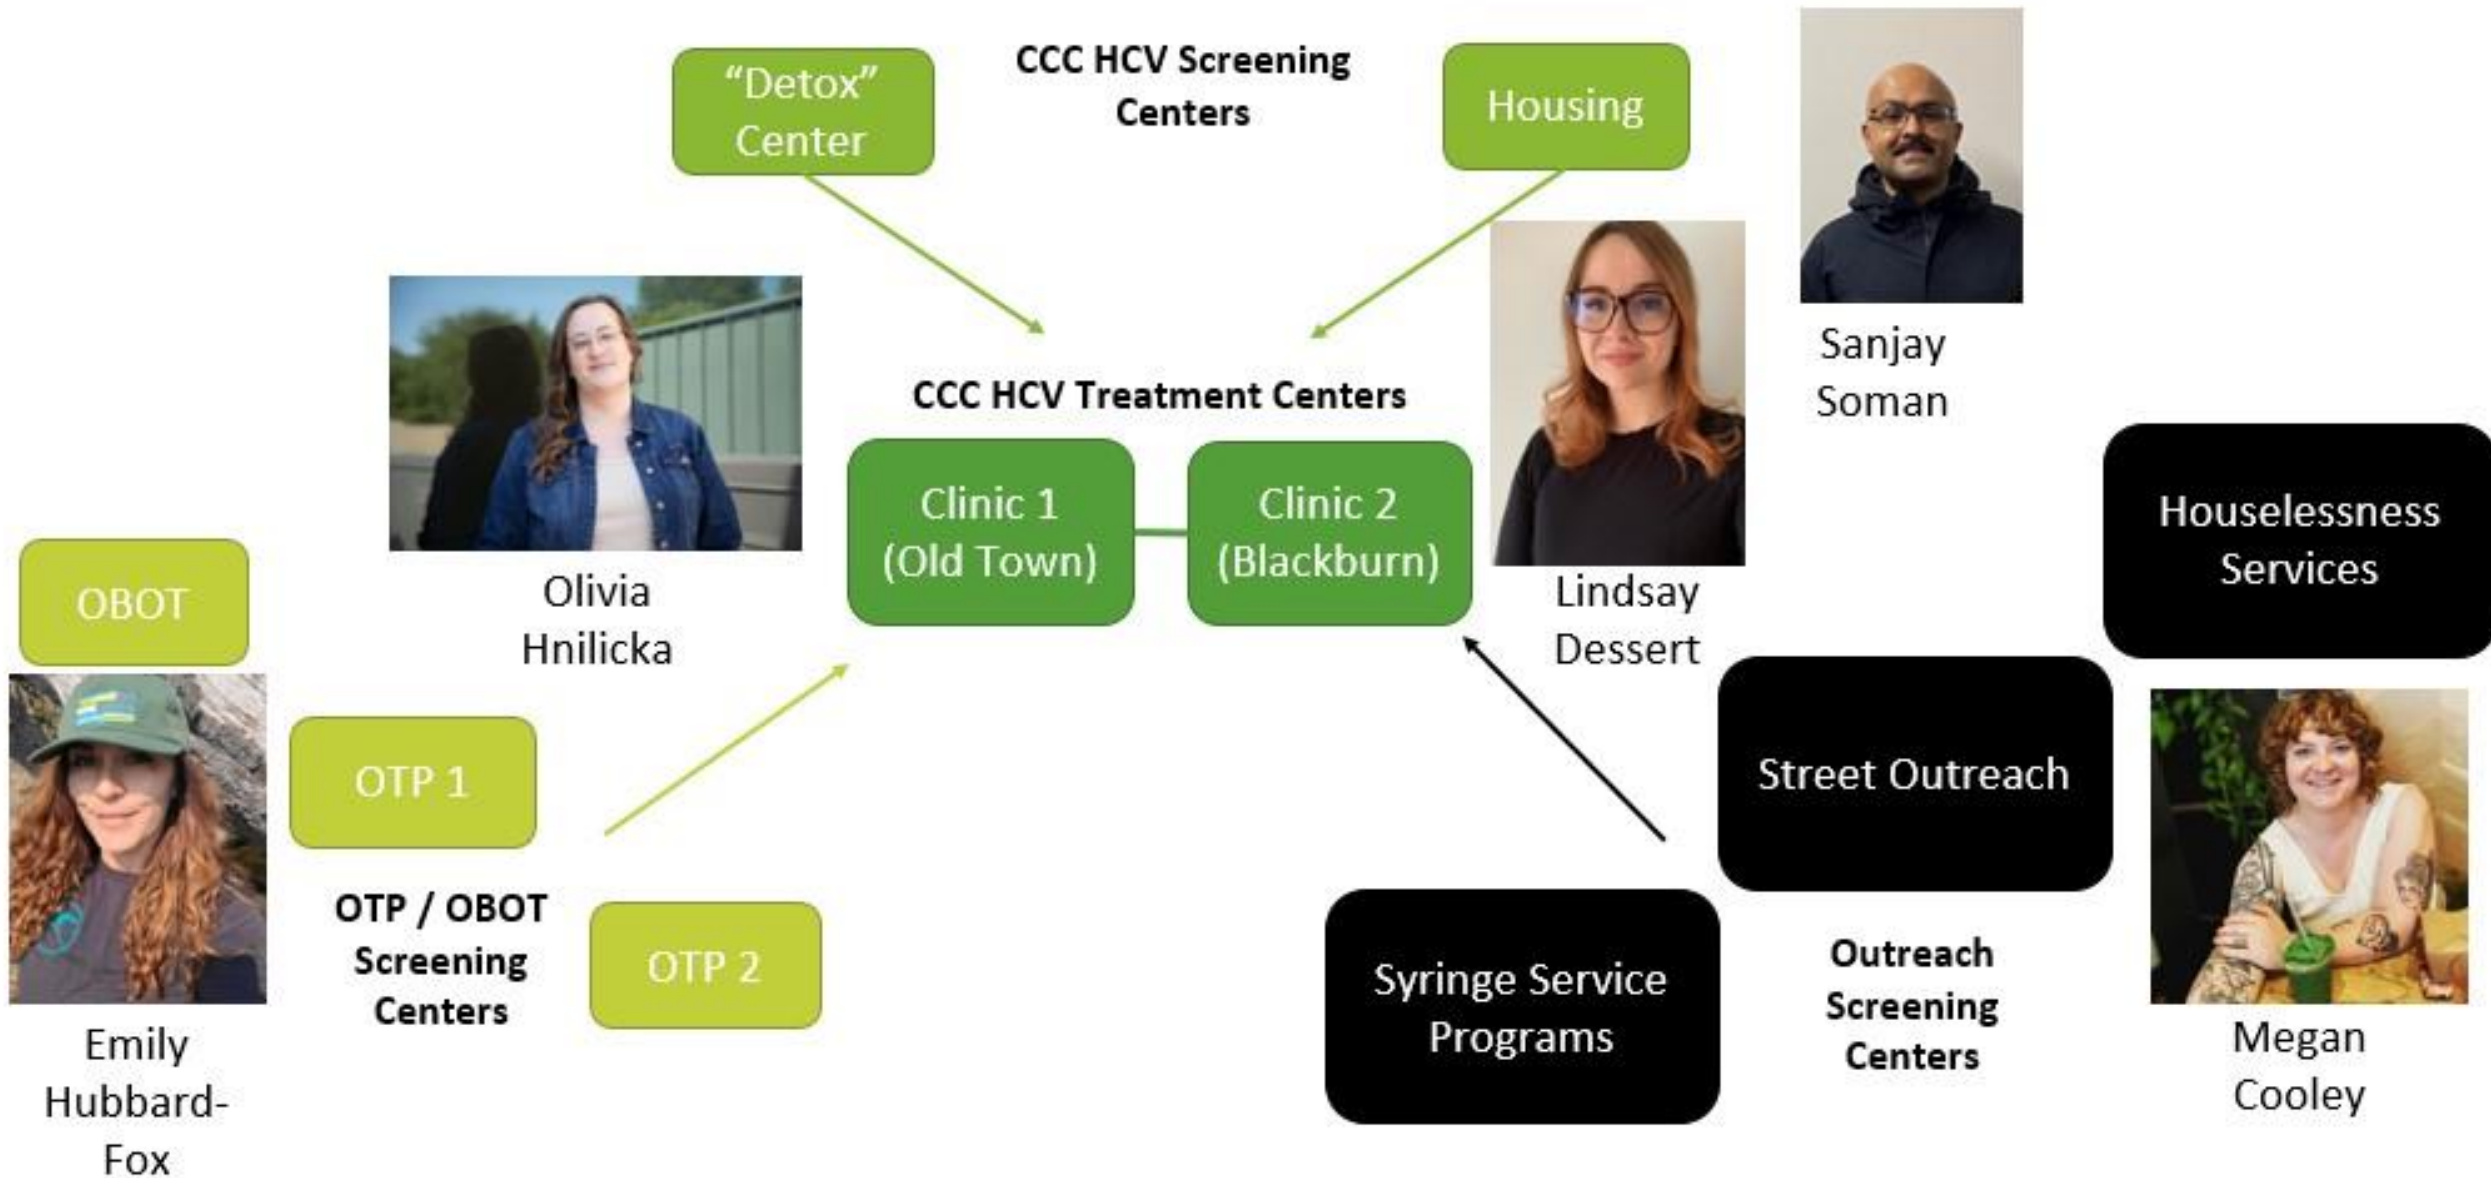 “Detox”
Center
CCC HCV Screening
Centers
Housing
Sanjay
Soman
CCC HCV Treatment Centers
Clinic 1
(Old Town)
Clinic 2
(Blackburn)
Olivia
Hnilicka
Lindsay
Dessert
Houselessness
Services
OBOT
OTP 1
Street Outreach
OTP / OBOT
Screening
Centers
OTP 2
Syringe Service
Programs
Outreach
Screening
Centers
Emily
Hubbard-
Fox
Megan
Cooley